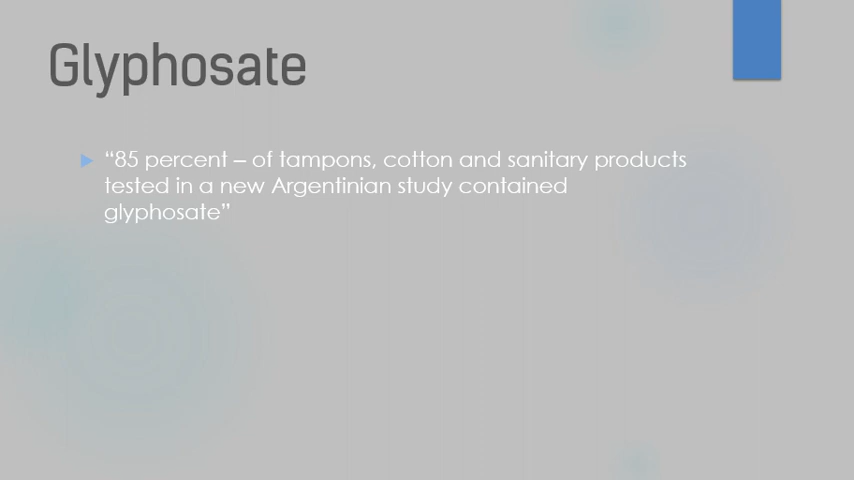 Glyphosate
“85 percent – of tampons, cotton and sanitary products
tested in a new Argentinian study contained
glyphosate”